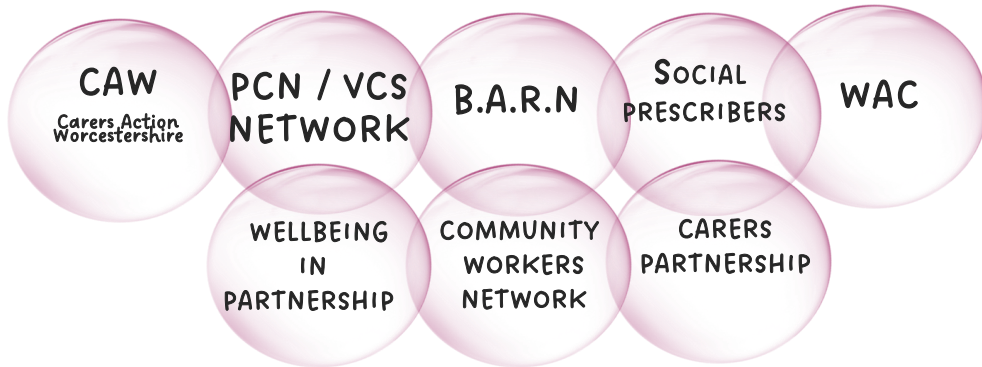 CAW
Carers Action
Worcestershire
PCN / VCS
NETWORK
B.A.R.N
SOCIAL
PRESCRIBERS
WAC
WELLBEING
IN
PARTNERSHIP
COMMUNITY
WORKERS
NETWORK
CARERS
PARTNERSHIP